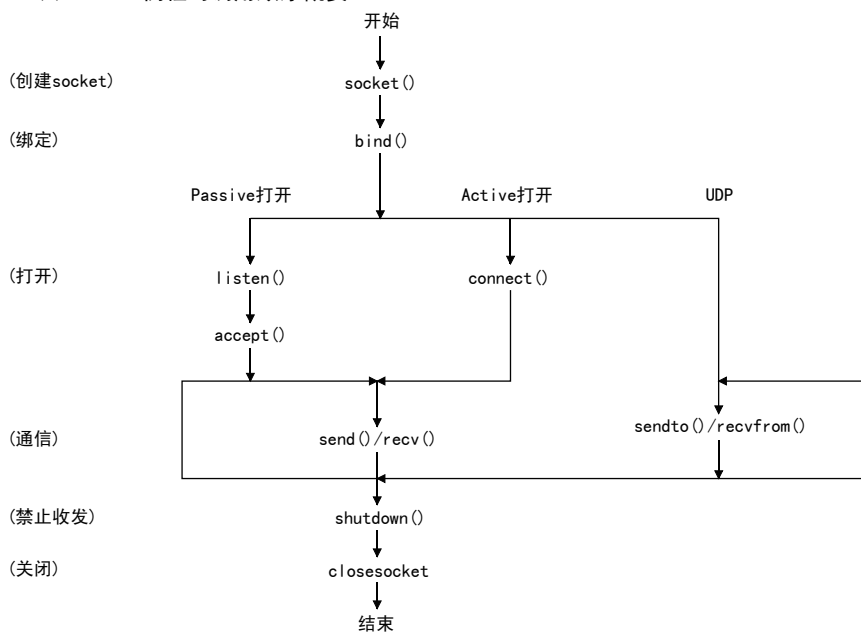 开始
(创建socket) socket()
(绑定) bind()
Passive打开 Active打开 UDP
(打开) listen() connect()
accept()
(通信) send()/recv() sendto()/recvfrom()
(禁止收发) shutdown()
(关闭) closesocket
结束